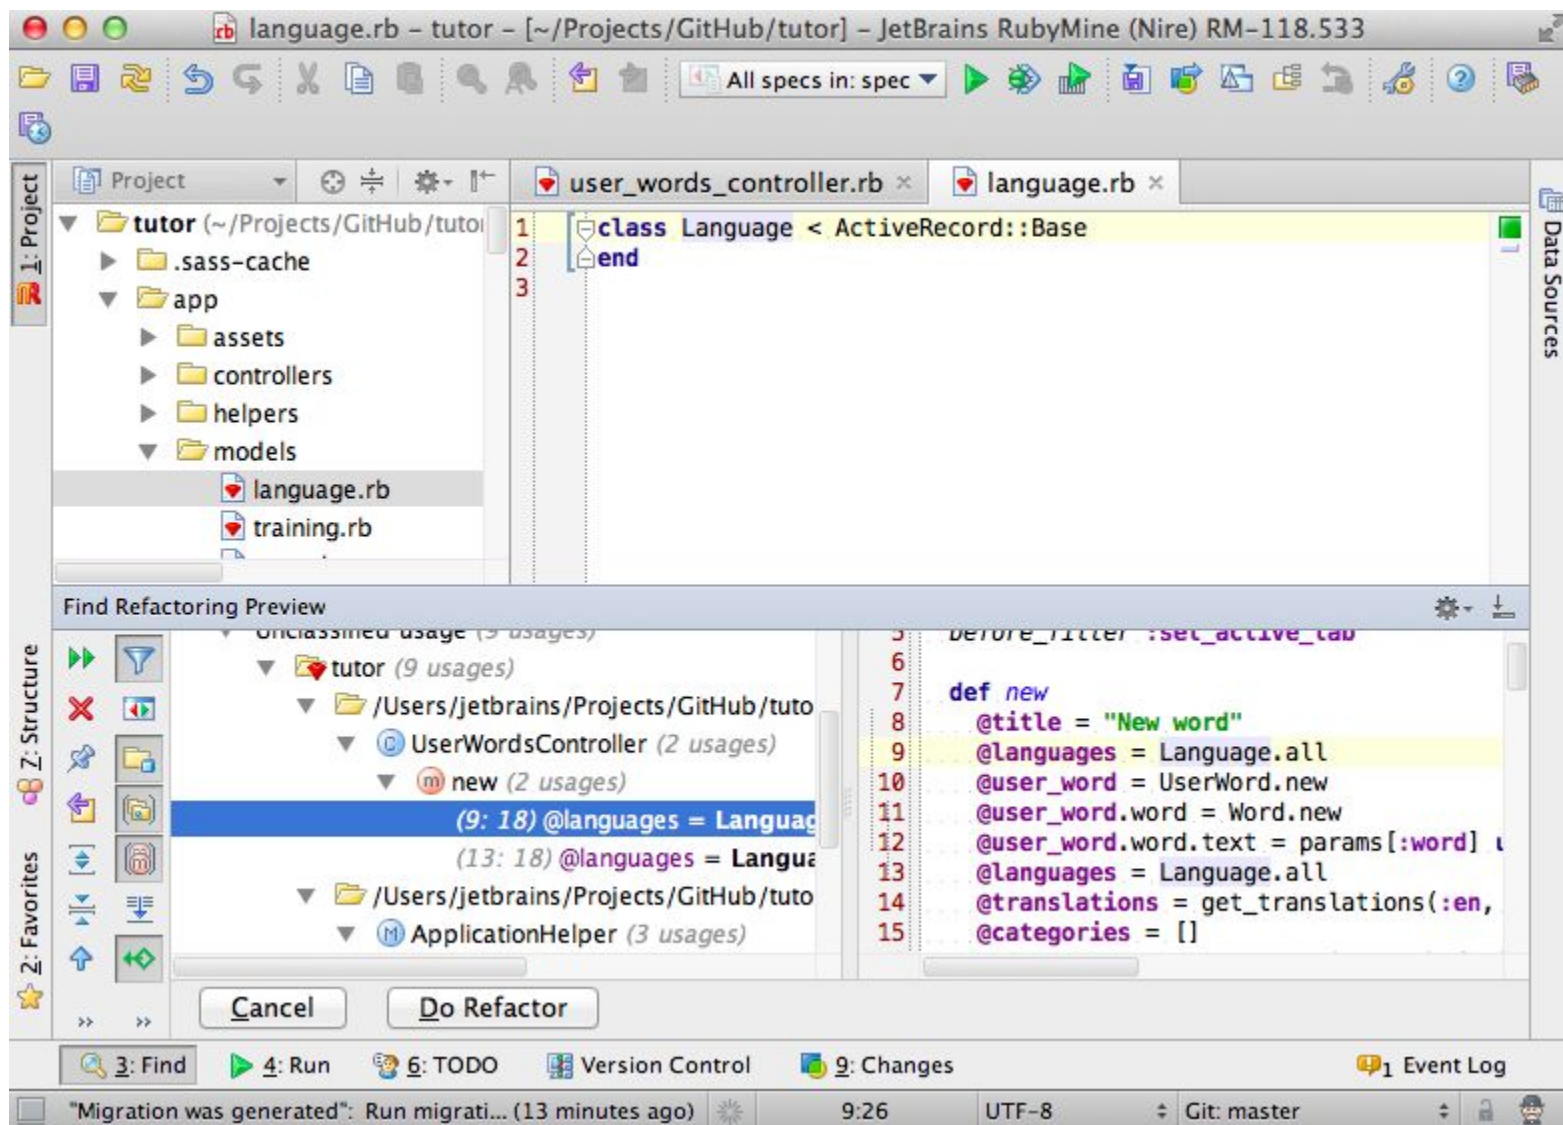 language.rb – tutor – [~/Projects/GitHub/tutor] – JetBrains RubyMine (Nire) RM-118.533
All specs in: spec
1: Project
Project
user_words_controller.rb
language.rb
Data Sources
tutor (~/Projects/GitHub/tutor
.sass-cache
app
assets
controllers
helpers
models
language.rb
training.rb
1 class Language < ActiveRecord::Base
2 end
3
Find Refactoring Preview
7: Structure
2: Favorites
Unclassified usage (9 usages)
tutor (9 usages)
/Users/jetbrains/Projects/GitHub/tuto
UserWordsController (2 usages)
new (2 usages)
(9: 18) @languages = Languag
(13: 18) @languages = Langua
/Users/jetbrains/Projects/GitHub/tuto
ApplicationHelper (3 usages)
5 before_filter :set_active_tab
6
7 def new
8 @title = "New word"
9 @languages = Language.all
10 @user_word = UserWord.new
11 @user_word.word = Word.new
12 @user_word.word.text = params[:word] u
13 @languages = Language.all
14 @translations = get_translations(:en,
15 @categories = []
Cancel
Do Refactor
3: Find
4: Run
6: TODO
Version Control
9: Changes
1 Event Log
"Migration was generated": Run migrati... (13 minutes ago)
9:26
UTF-8
Git: master